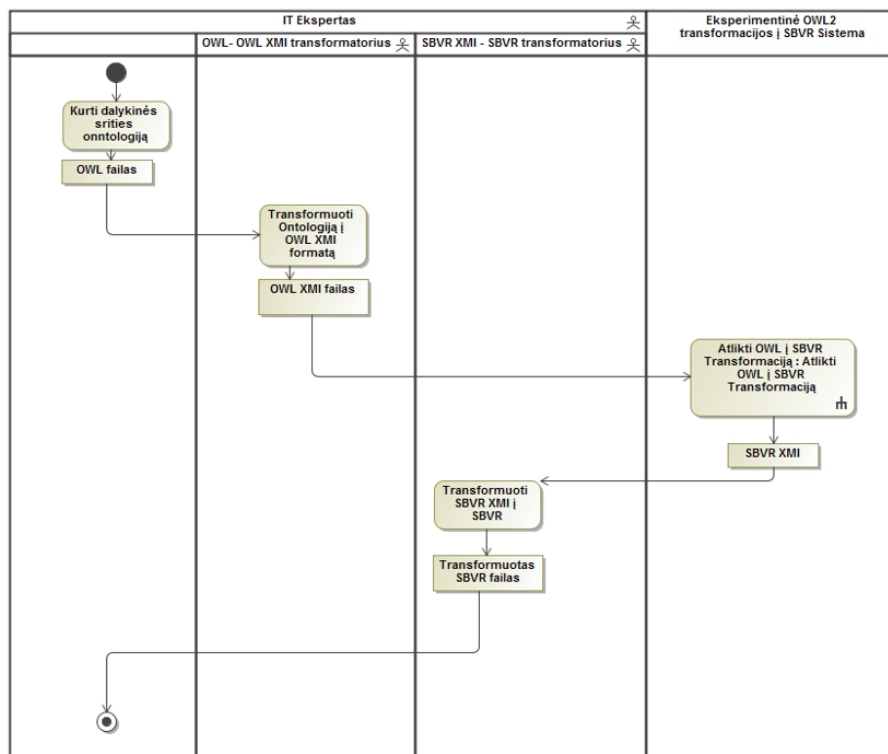 IT Ekspertas
Eksperimentinė OWL2
transformacijos į SBVR Sistema
OWL- OWL XMI transformatorius
SBVR XMI - SBVR transformatorius
Kurti dalykinės
srities
onntologiją
OWL failas
Transformuoti
Ontologiją į
OWL XMI
formatą
OWL XMI failas
Atlikti OWL į SBVR
Transformaciją : Atlikti
OWL į SBVR
Transformaciją
SBVR XMI
Transformuoti
SBVR XMI į
SBVR
Transformuotas
SBVR failas